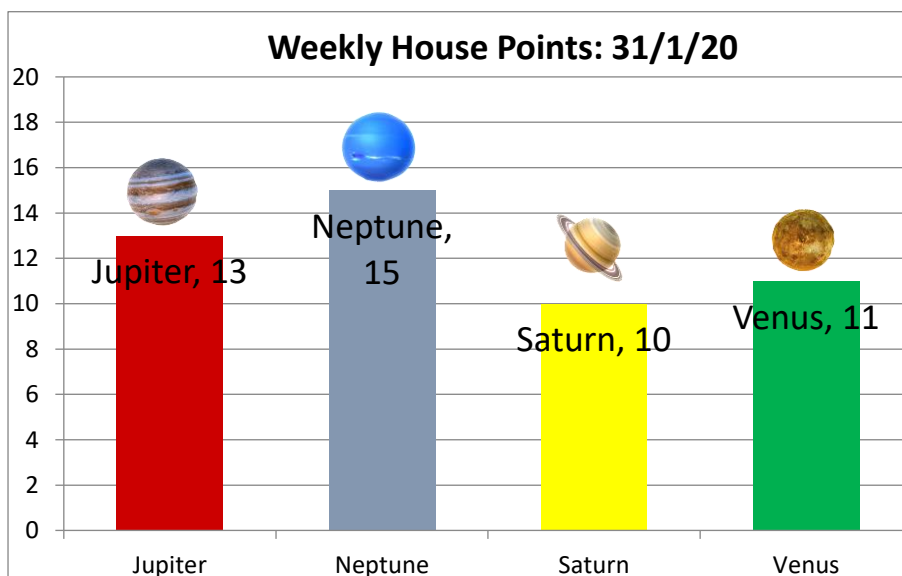 Weekly House Points: 31/1/20
20
18
16
14
12
10
8
6
4
2
0
Jupiter, 13
Neptune,
15
Saturn, 10
Venus, 11
Jupiter
Neptune
Saturn
Venus